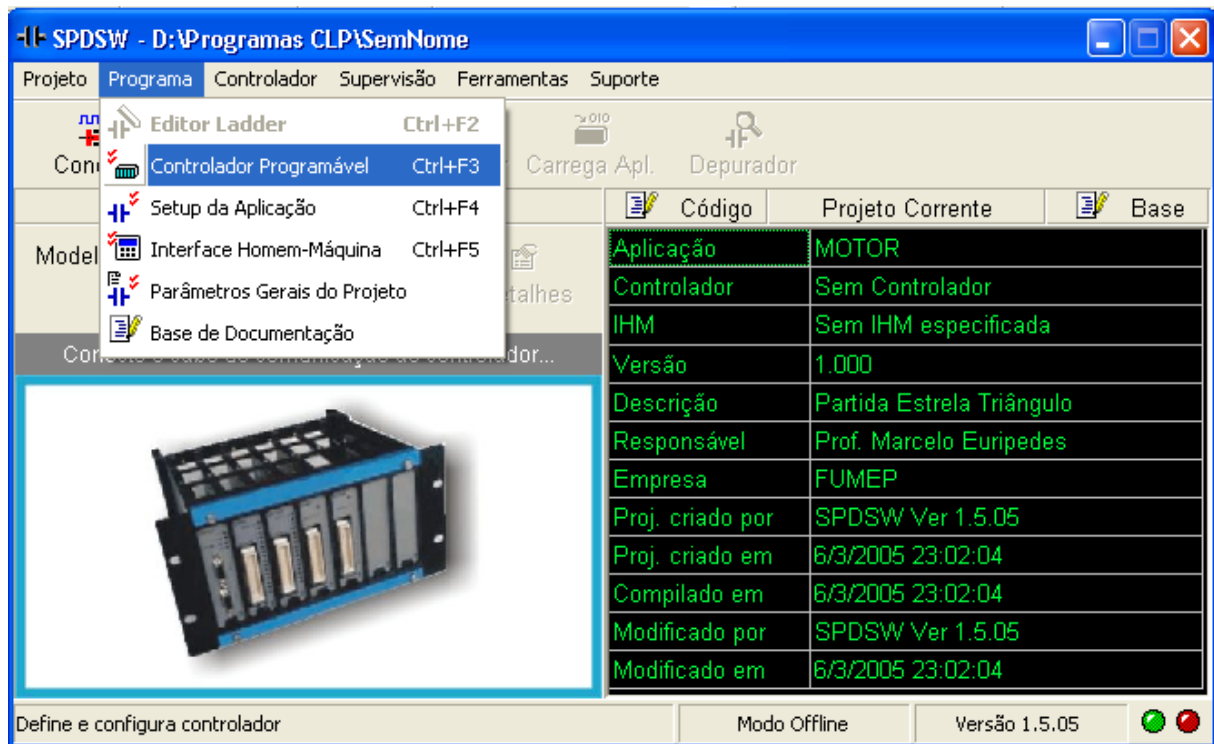 SPDSW - D:\Programas CLP\SemNome
Projeto Programa Controlador Supervisão Ferramentas Suporte
Editor Ladder Ctrl+F2
Controlador Programável Ctrl+F3
Setup da Aplicação Ctrl+F4
Interface Homem-Máquina Ctrl+F5
Parâmetros Gerais do Projeto
Base de Documentação
Carrega Apl. Depurador
Código Projeto Corrente Base
Aplicação MOTOR
Controlador Sem Controlador
IHM Sem IHM especificada
Versão 1.000
Descrição Partida Estrela Triângulo
Responsável Prof. Marcelo Euripedes
Empresa FUMEP
Proj. criado por SPDSW Ver 1.5.05
Proj. criado em 6/3/2005 23:02:04
Compilado em 6/3/2005 23:02:04
Modificado por SPDSW Ver 1.5.05
Modificado em 6/3/2005 23:02:04
Define e configura controlador Modo Offline Versão 1.5.05